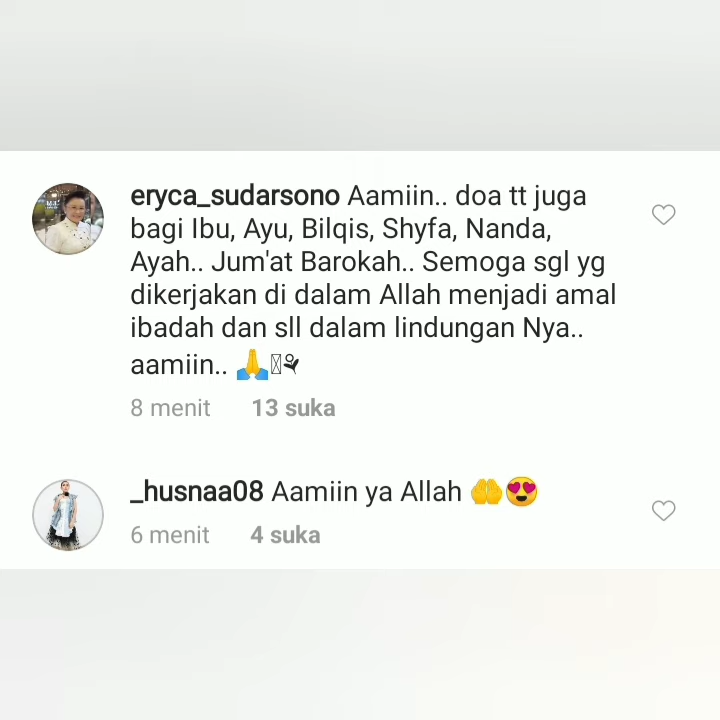 eryca_sudarsono Aamiin.. doa tt juga
bagi Ibu, Ayu, Bilqis, Shyfa, Nanda,
Ayah.. Jum'at Barokah.. Semoga sgl yg
dikerjakan di dalam Allah menjadi amal
ibadah dan sll dalam lindungan Nya..
aamiin.. 🙏
8 menit 13 suka
_husnaa08 Aamiin ya Allah 🤲😍
6 menit 4 suka